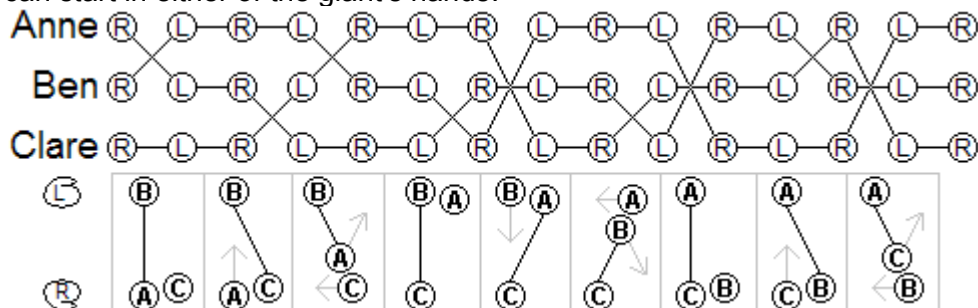 can start in either of the giant's hands.
Anne R L R L R L R L R L R L R L R
Ben R L R L R L R L R L R L R L R
Clare R L R L R L R L R L R L R L R
L B B B B A B A A A A A
B
A C
R A C A C C C C C C B C B B